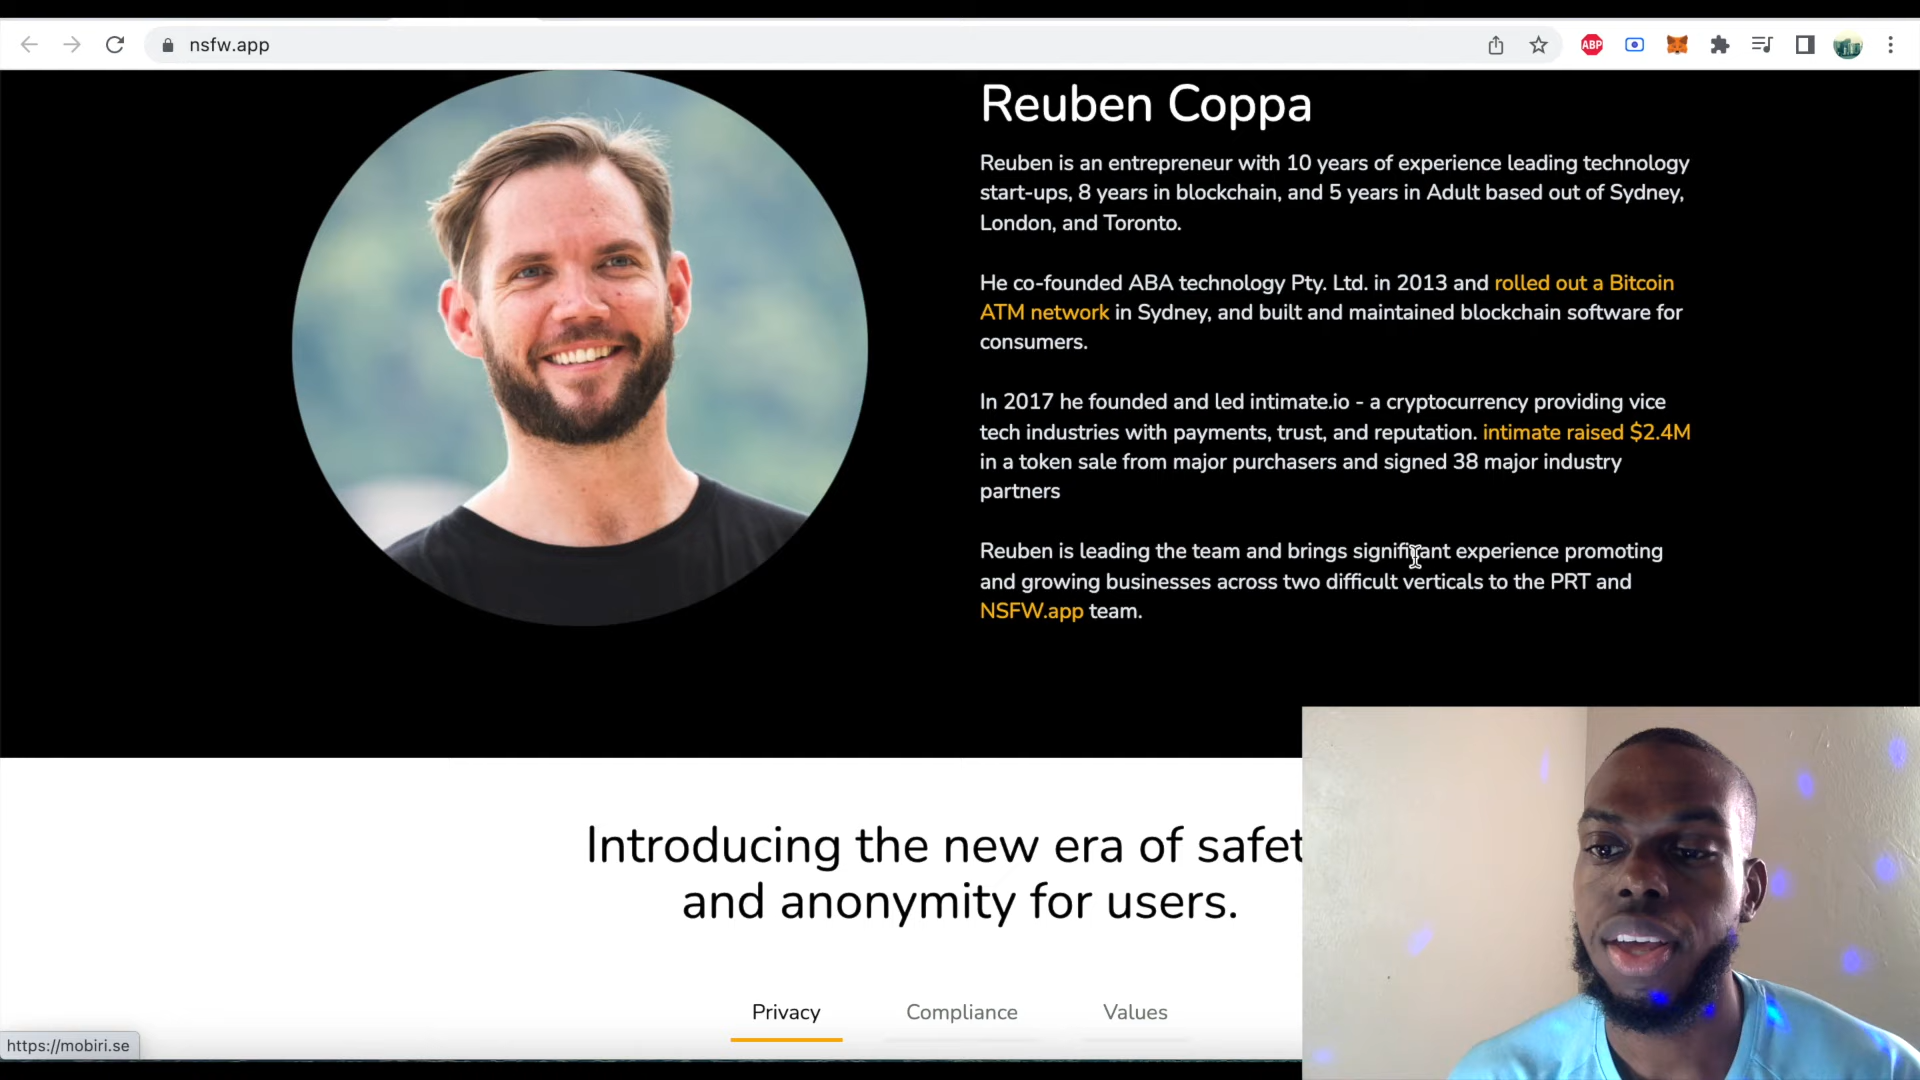 nsfw.app
ABP
Reuben Coppa
Reuben is an entrepreneur with 10 years of experience leading technology
start-ups, 8 years in blockchain, and 5 years in Adult based out of Sydney,
London, and Toronto.
He co-founded ABA technology Pty. Ltd. in 2013 and rolled out a Bitcoin
ATM network in Sydney, and built and maintained blockchain software for
consumers.
In 2017 he founded and led intimate.io - a cryptocurrency providing vice
tech industries with payments, trust, and reputation. intimate raised $2.4M
in a token sale from major purchasers and signed 38 major industry
partners
Reuben is leading the team and brings significant experience promoting
and growing businesses across two difficult verticals to the PRT and
NSFW.app team.
Introducing the new era of safet
and anonymity for users.
Privacy
Compliance
Values
https://mobiri.se